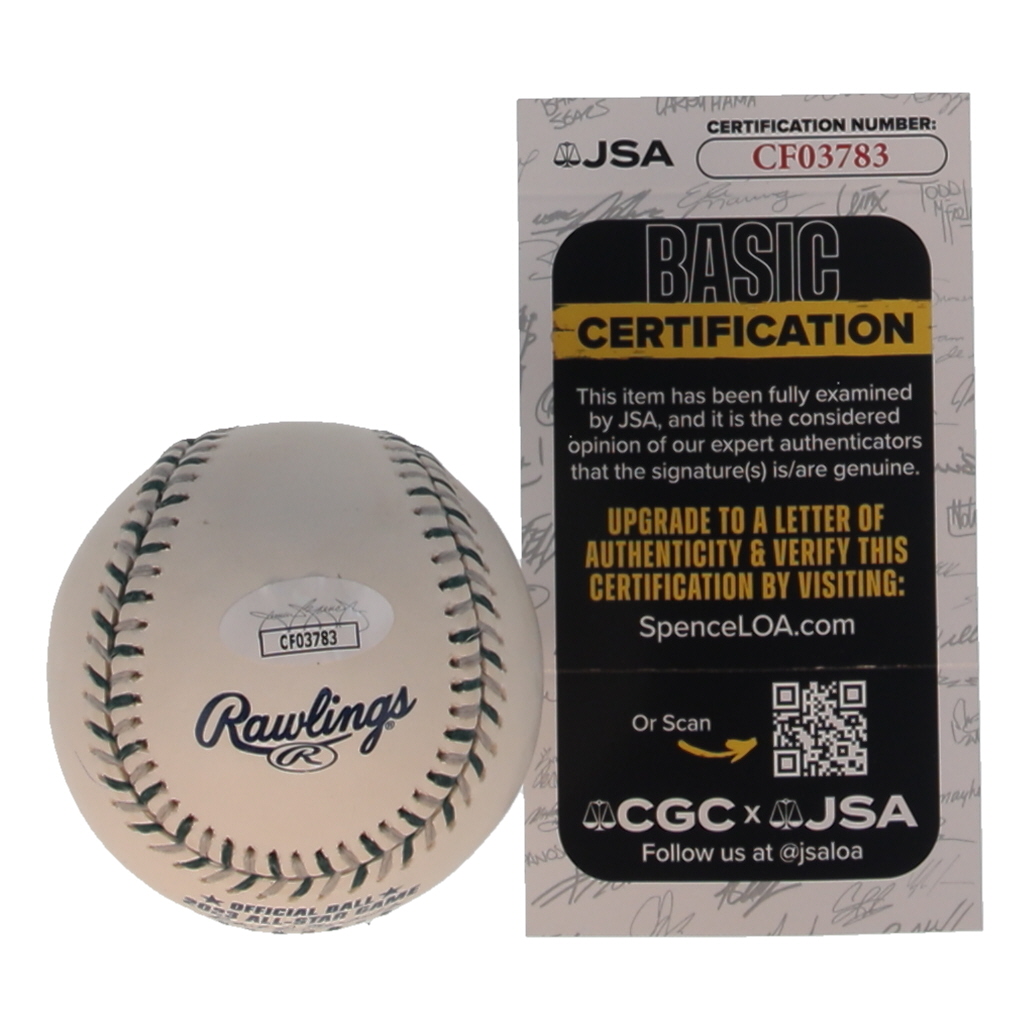 JSA
CERTIFICATION NUMBER:
CF03783
BASIC
CERTIFICATION
This item has been fully examined
by JSA, and it is the considered
opinion of our expert authenticators
that the signature(s) is/are genuine.
UPGRADE TO A LETTER OF
AUTHENTICITY & VERIFY THIS
CERTIFICATION BY VISITING:
SpenceLOA.com
Or Scan
CGC x JSA
Follow us at @jsaloa
CF03783
Rawlings®
R
OFFICIAL BALL
2023 ALL-STAR GAME